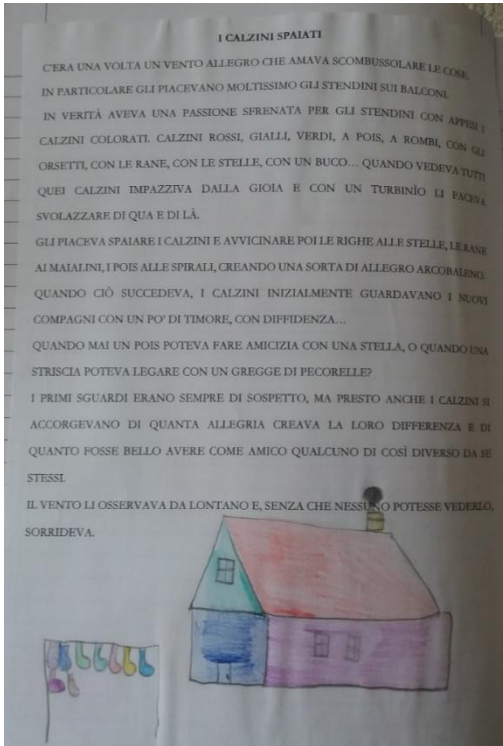 I CALZINI SPAIATI
C'ERA UNA VOLTA UN VENTO ALLEGRO CHE AMAVA SCOMBUSSOLARE LE COSE.
IN PARTICOLARE GLI PIACEVANO MOLTISSIMO GLI STENDINI SUI BALCONI.
IN VERITÀ AVEVA UNA PASSIONE SFRENATA PER GLI STENDINI CON APPESI I
CALZINI COLORATI. CALZINI ROSSI, GIALLI, VERDI, A POIS, A ROMBI, CON GLI
ORSETTI, CON LE RANE, CON LE STELLE, CON UN BUCO... QUANDO VEDEVA TUTTI
QUEI CALZINI IMPAZZIVA DALLA GIOIA E CON UN TURBINÌO LI FACEVA
SVOLAZZARE DI QUA E DI LÀ.
GLI PIACEVA SPAIARE I CALZINI E AVVICINARE POI LE RIGHE ALLE STELLE, LE RANE
AI MAIALINI, I POIS ALLE SPIRALI, CREANDO UNA SORTA DI ALLEGRO ARCOBALENO.
QUANDO CIÒ SUCCEDEVA, I CALZINI INIZIALMENTE GUARDAVANO I NUOVI
COMPAGNI CON UN PO' DI TIMORE, CON DIFFIDENZA...
QUANDO MAI UN POIS POTEVA FARE AMICIZIA CON UNA STELLA, O QUANDO UNA
STRISCIA POTEVA LEGARE CON UN GREGGE DI PECORELLE?
I PRIMI SGUARDI ERANO SEMPRE DI SOSPETTO, MA PRESTO ANCHE I CALZINI SI
ACCORGEVANO DI QUANTA ALLEGRIA CREAVA LA LORO DIFFERENZA E DI
QUANTO FOSSE BELLO AVERE COME AMICO QUALCUNO DI COSÌ DIVERSO DA SE
STESSI.
IL VENTO LI OSSERVAVA DA LONTANO E, SENZA CHE NESSUNO POTESSE VEDERLO,
SORRIDEVA.